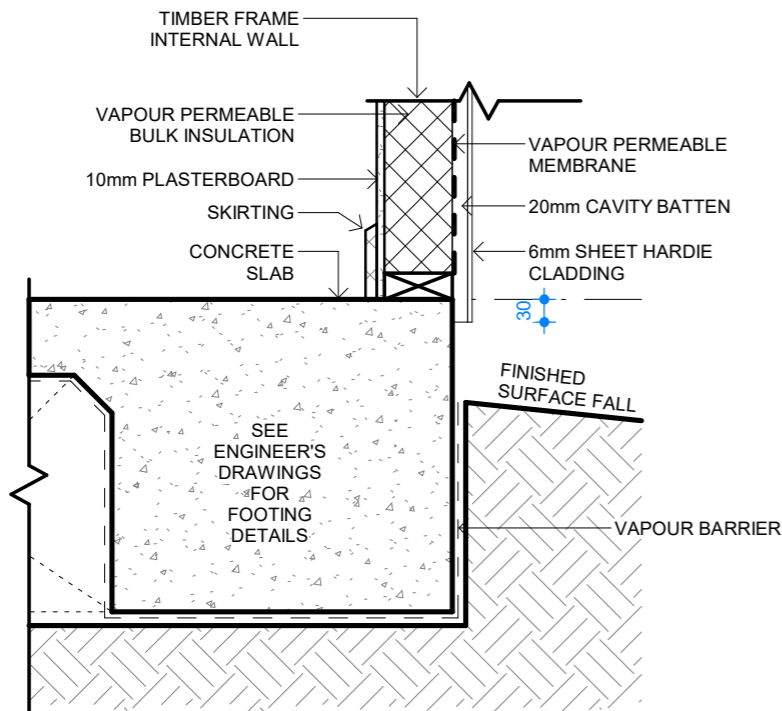 TIMBER FRAME
INTERNAL WALL
VAPOUR PERMEABLE
BULK INSULATION
VAPOUR PERMEABLE
MEMBRANE
10mm PLASTERBOARD
20mm CAVITY BATTEN
SKIRTING
CONCRETE
SLAB
6mm SHEET HARDIE
CLADDING
30
FINISHED
SURFACE FALL
SEE
ENGINEER'S
DRAWINGS
FOR
FOOTING
DETAILS
VAPOUR BARRIER